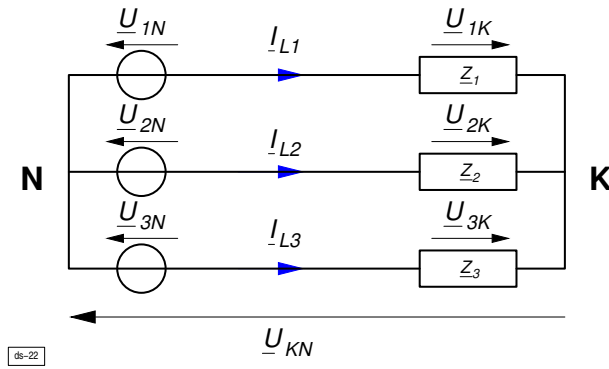 U1N U1K
IL1
Z1
U2N U2K
IL2
Z2
N K
U3N U3K
IL3
Z3
UKN
ds-22